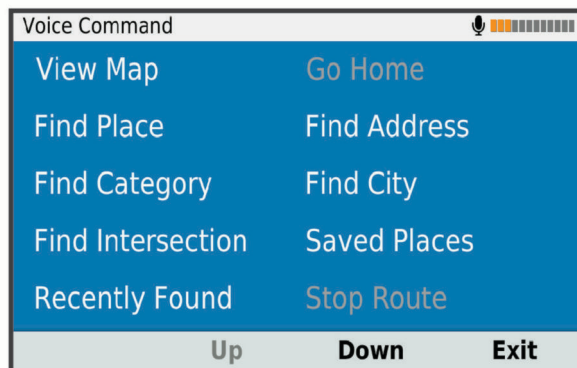 Voice Command
View Map Go Home
Find Place Find Address
Find Category Find City
Find Intersection Saved Places
Recently Found Stop Route
Up Down Exit